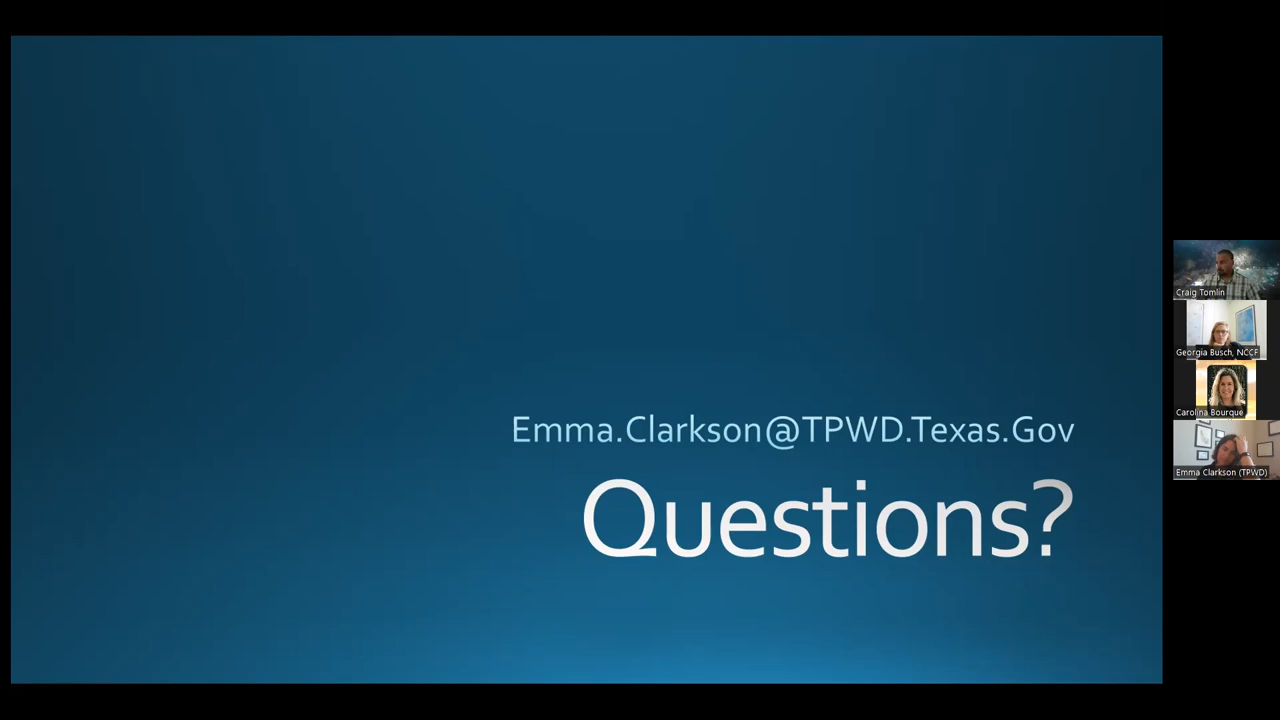 Emma.Clarkson@TPWD.Texas.Gov
Questions?
Craig Tomlin
Georgia Busch, NCCF
Carolina Bourque
Emma Clarkson (TPWD)